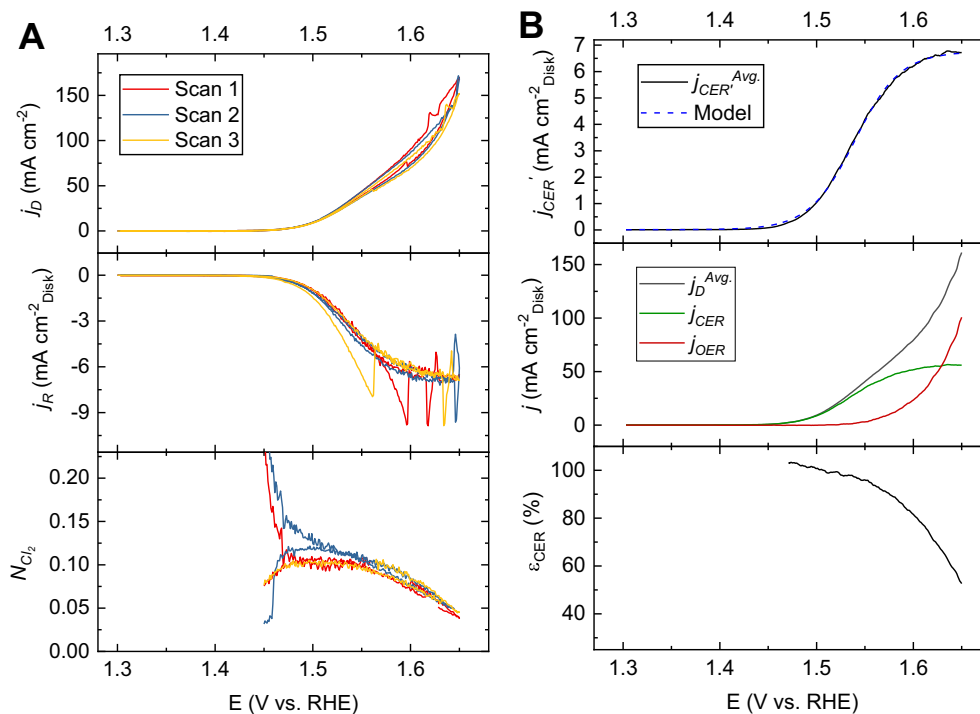 A
1.3 1.4 1.5 1.6
150
100
50
0
j_D (mA cm⁻²)
Scan 1
Scan 2
Scan 3
0
-3
-6
-9
j_R (mA cm⁻²_Disk)
0.20
0.15
0.10
0.05
0.00
N_Cl₂
1.3 1.4 1.5 1.6
E (V vs. RHE)
B
1.3 1.4 1.5 1.6
7
6
5
4
3
2
1
0
j_CER' (mA cm⁻²_Disk)
j_CER'^Avg.
Model
150
100
50
0
j (mA cm⁻²_Disk)
j_D^Avg.
j_CER
j_OER
100
80
60
40
ε_CER (%)
1.3 1.4 1.5 1.6
E (V vs. RHE)